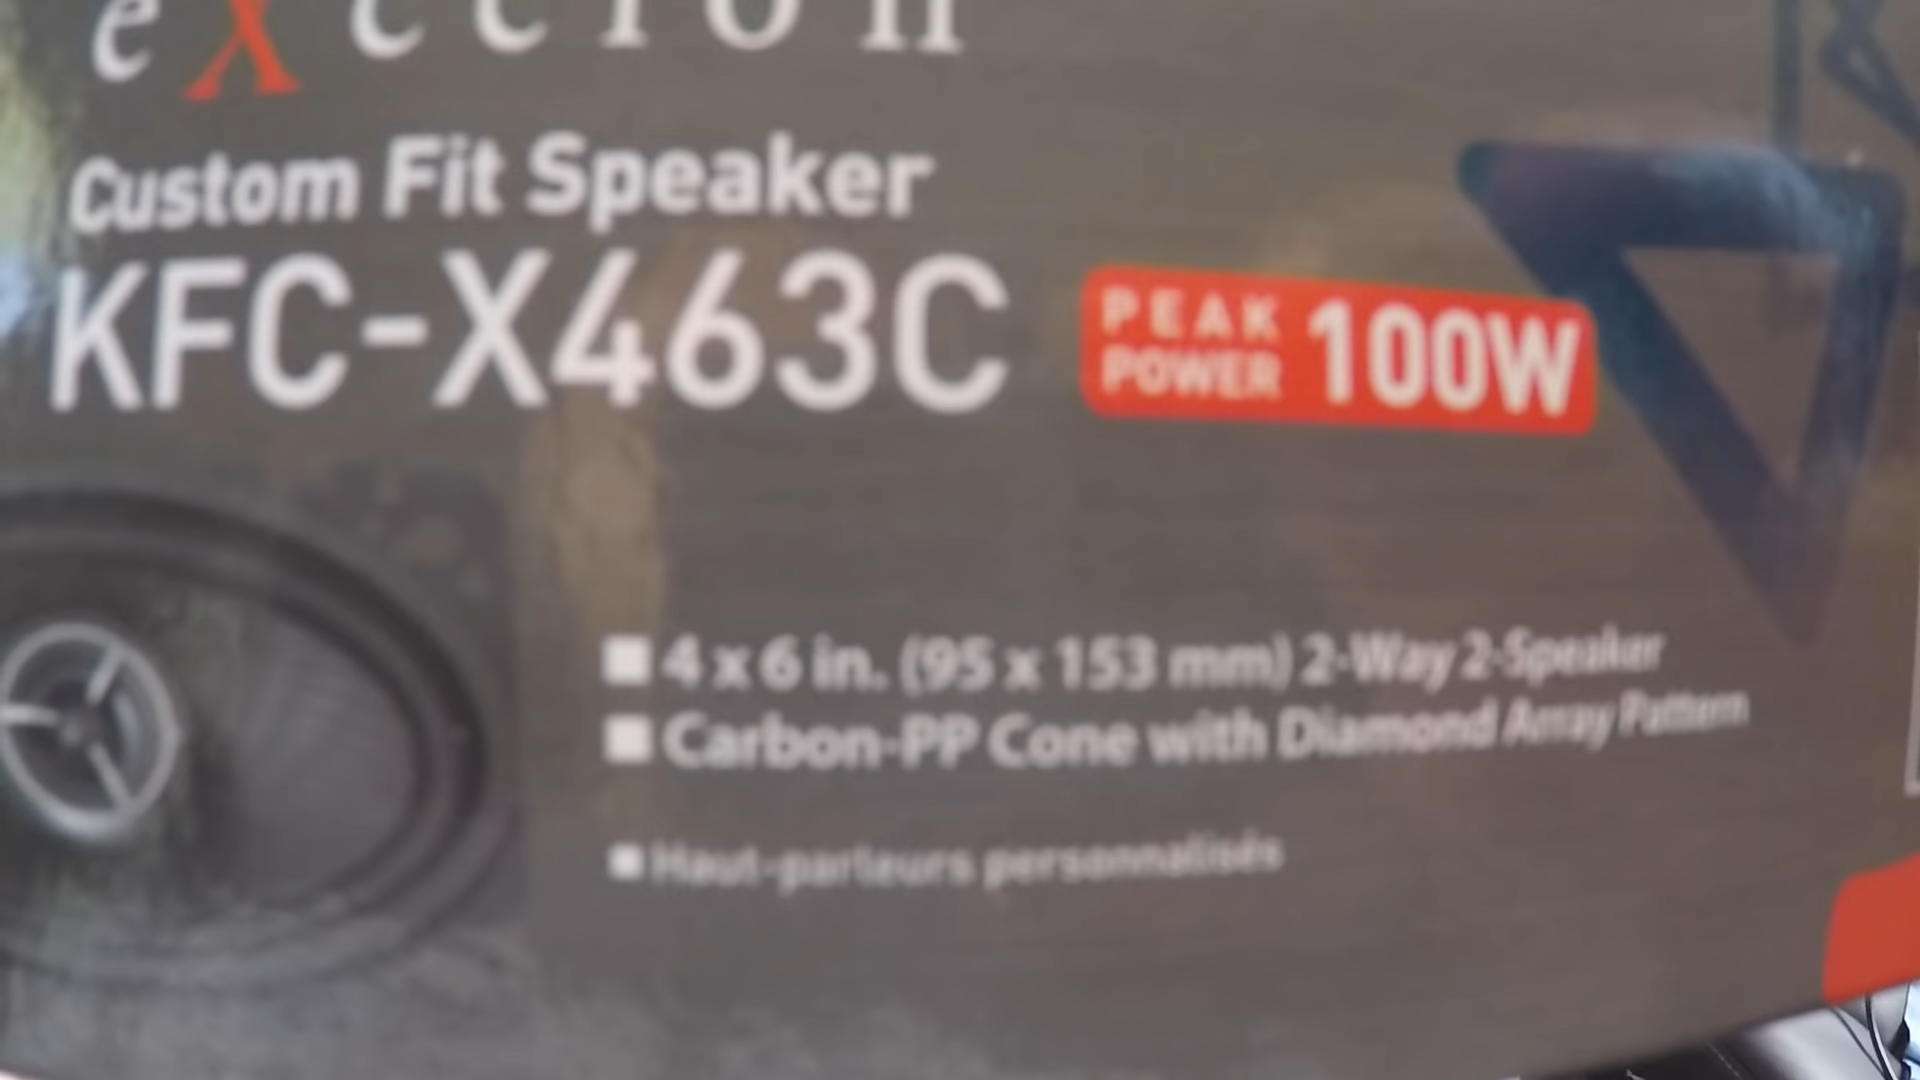 eXcelon
Custom Fit Speaker
KFC-X463C
PEAK POWER 100W
4 x 6 in. (95 x 153 mm) 2-Way 2-Speaker
Carbon-PP Cone with Diamond Array Pattern
Haut-parleurs personnalisés